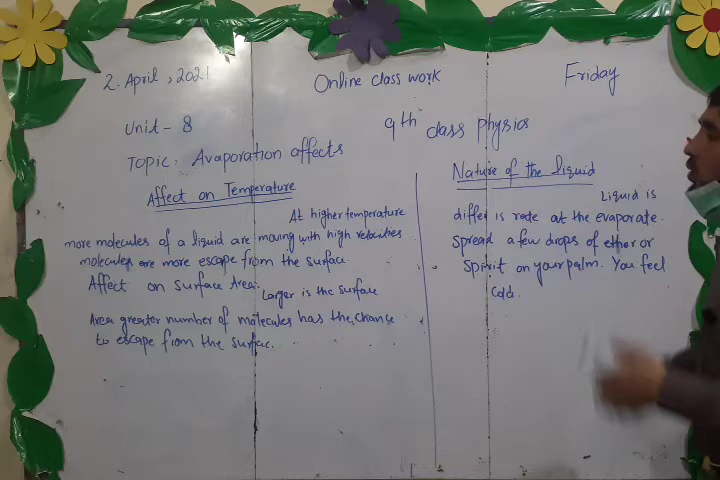 2. April, 2021 Online class work Friday
Unit - 8 9th class physics
Topic. Avaporation affects
Affect on Temperature
At higher temperature
more molecules of a liquid are moving with high velocities
molecules are more escape from the surface.
Affect on Surface Area.
Larger is the surface
Area greater number of molecules has the chance
to escape from the surfac.
Nature of the liquid
Liquid is
differ is rate at the evaporate.
Spread a few drops of ether or
spirit on your palm. You feel
cold.